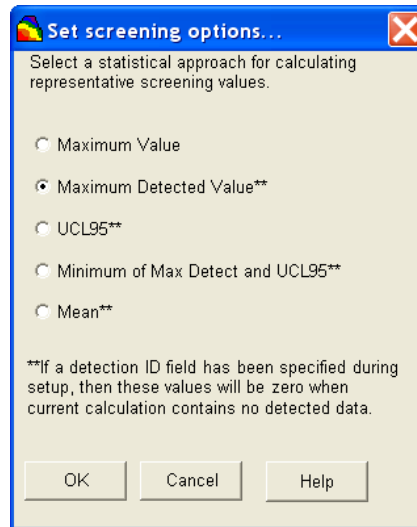 Set screening options...
Select a statistical approach for calculating
representative screening values.
Maximum Value
Maximum Detected Value**
UCL95**
Minimum of Max Detect and UCL95**
Mean**
**If a detection ID field has been specified during
setup, then these values will be zero when
current calculation contains no detected data.
OK Cancel Help